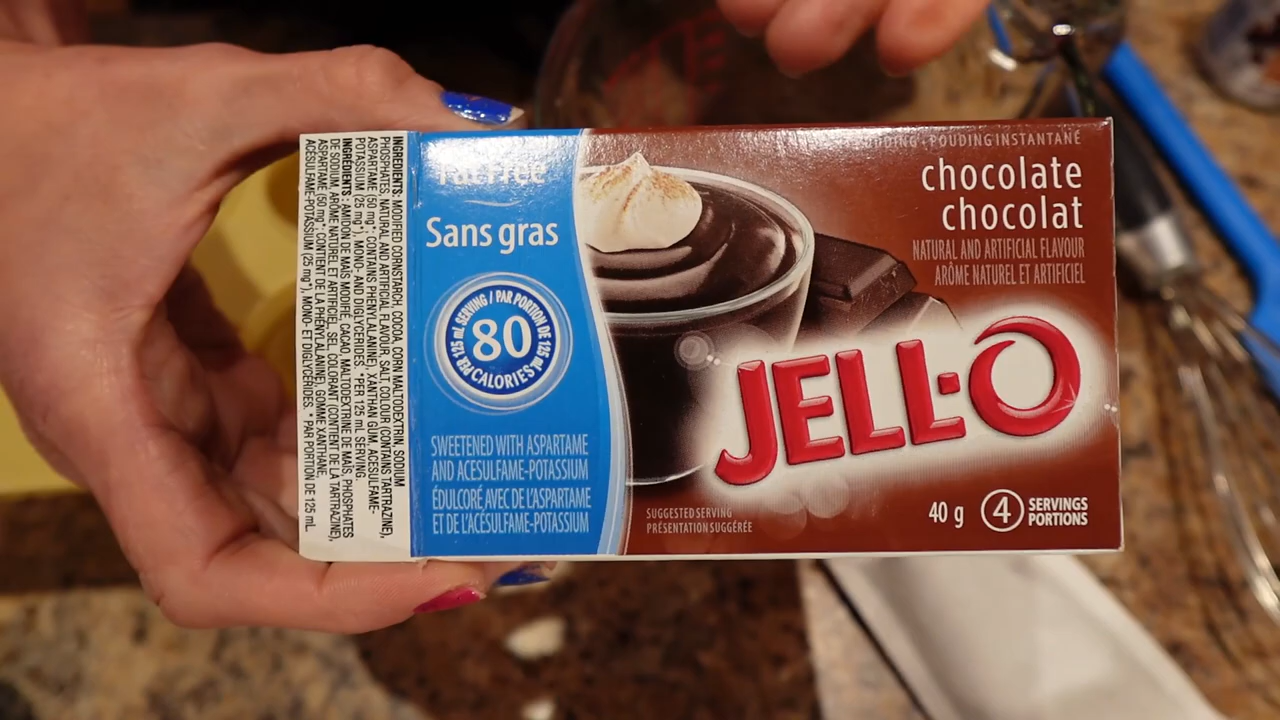 INGREDIENTS: MODIFIED CORNSTARCH, COCOA, CORN MALTODEXTRIN, SODIUM
PHOSPHATES, NATURAL AND ARTIFICIAL FLAVOUR, SALT, COLOUR (CONTAINS TARTRAZINE),
ASPARTAME (50 mg*; CONTAINS PHENYLALANINE), XANTHAN GUM, ACESULFAME-
POTASSIUM (25 mg*), MONO- AND DIGLYCERIDES. *PER 125 mL SERVING.
INGRÉDIENTS : AMIDON DE MAÏS MODIFIÉ, CACAO, MALTODEXTRINE DE MAÏS, PHOSPHATES
DE SODIUM, ARÔME NATUREL ET ARTIFICIEL, SEL, COLORANT (CONTIENT DE LA TARTRAZINE),
ASPARTAME (50 mg* ; CONTIENT DE LA PHÉNYLALANINE), GOMME XANTHANE,
ACÉSULFAME-POTASSIUM (25 mg*), MONO- ET DIGLYCÉRIDES. * PAR PORTION DE 125 mL.
Fat Free
Sans gras
PER 125 mL SERVING / PAR PORTION DE 125 mL
80
CALORIES
SWEETENED WITH ASPARTAME
AND ACESULFAME-POTASSIUM
ÉDULCORÉ AVEC DE L'ASPARTAME
ET DE L'ACÉSULFAME-POTASSIUM
POUDING INSTANTANÉ
chocolate
chocolat
NATURAL AND ARTIFICIAL FLAVOUR
ARÔME NATUREL ET ARTIFICIEL
JELL-O
SUGGESTED SERVING
PRÉSENTATION SUGGÉRÉE
40 g
4
SERVINGS
PORTIONS